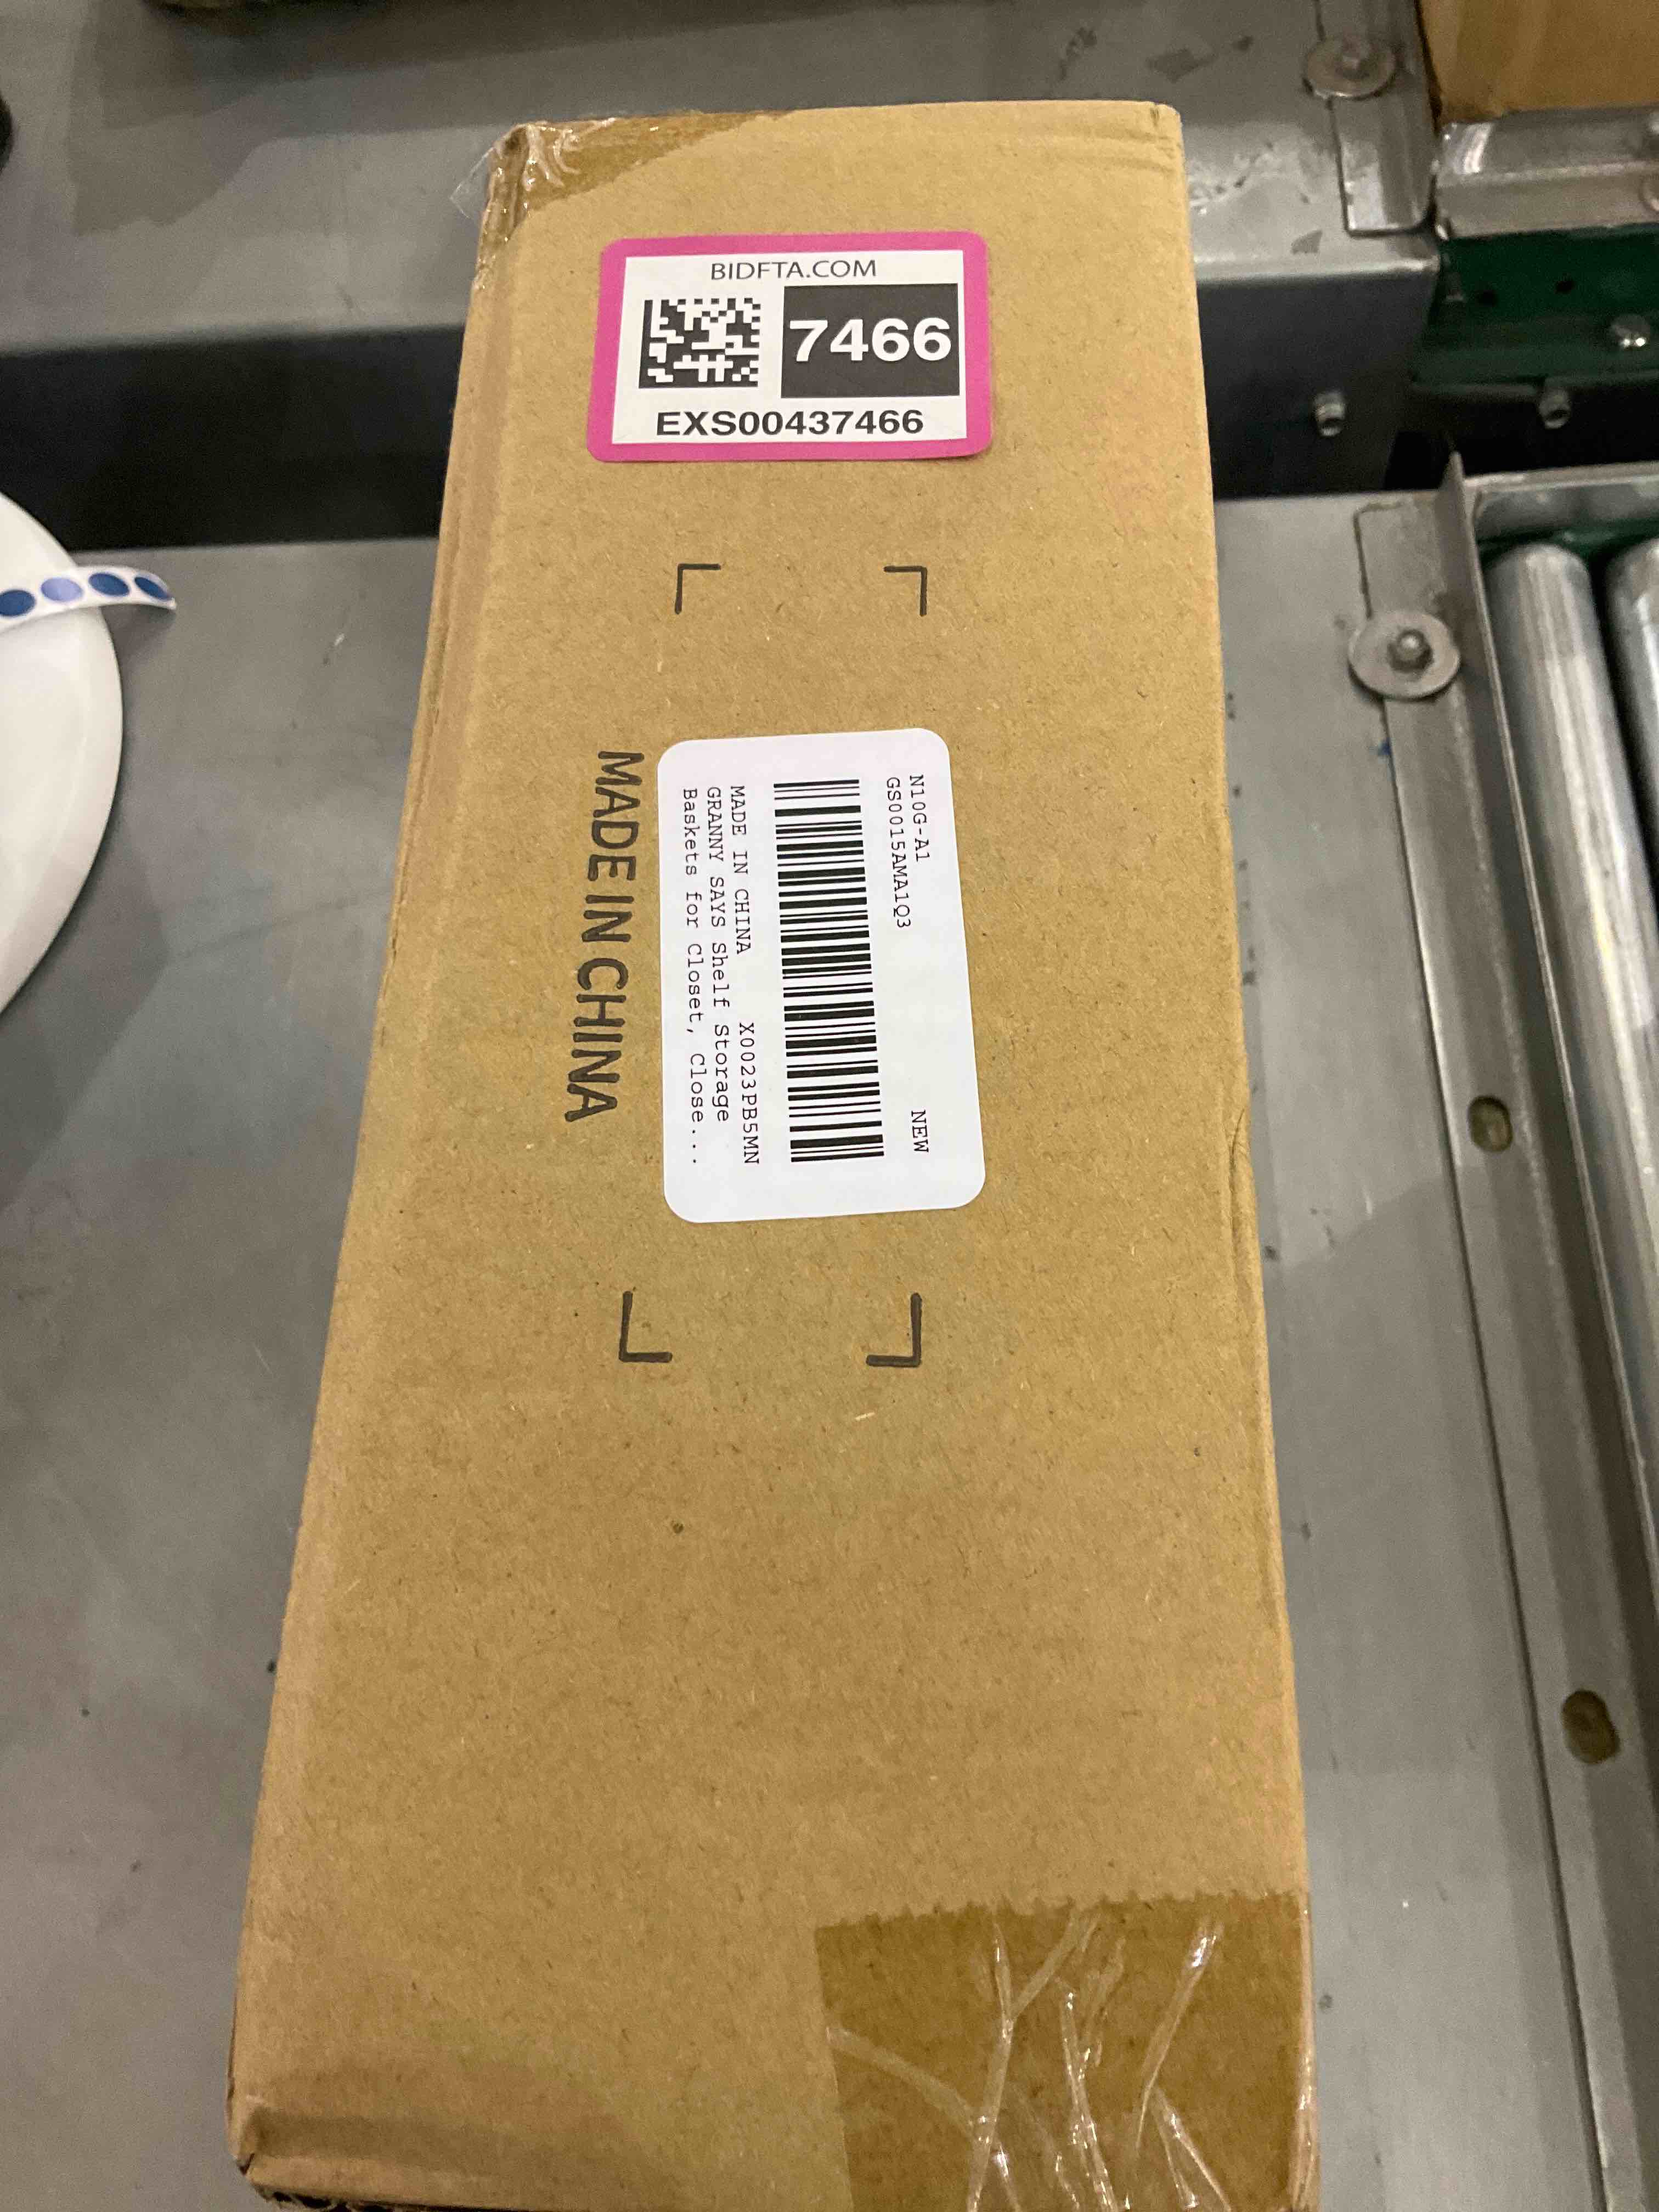 BIDFTA.COM
7466
EXS00437466
N10G-A1
GS0015AMA1Q3
NEW
MADE IN CHINA X0023PB5MN
GRANNY SAYS Shelf Storage
Baskets for Closet, Close...
MADE IN CHINA